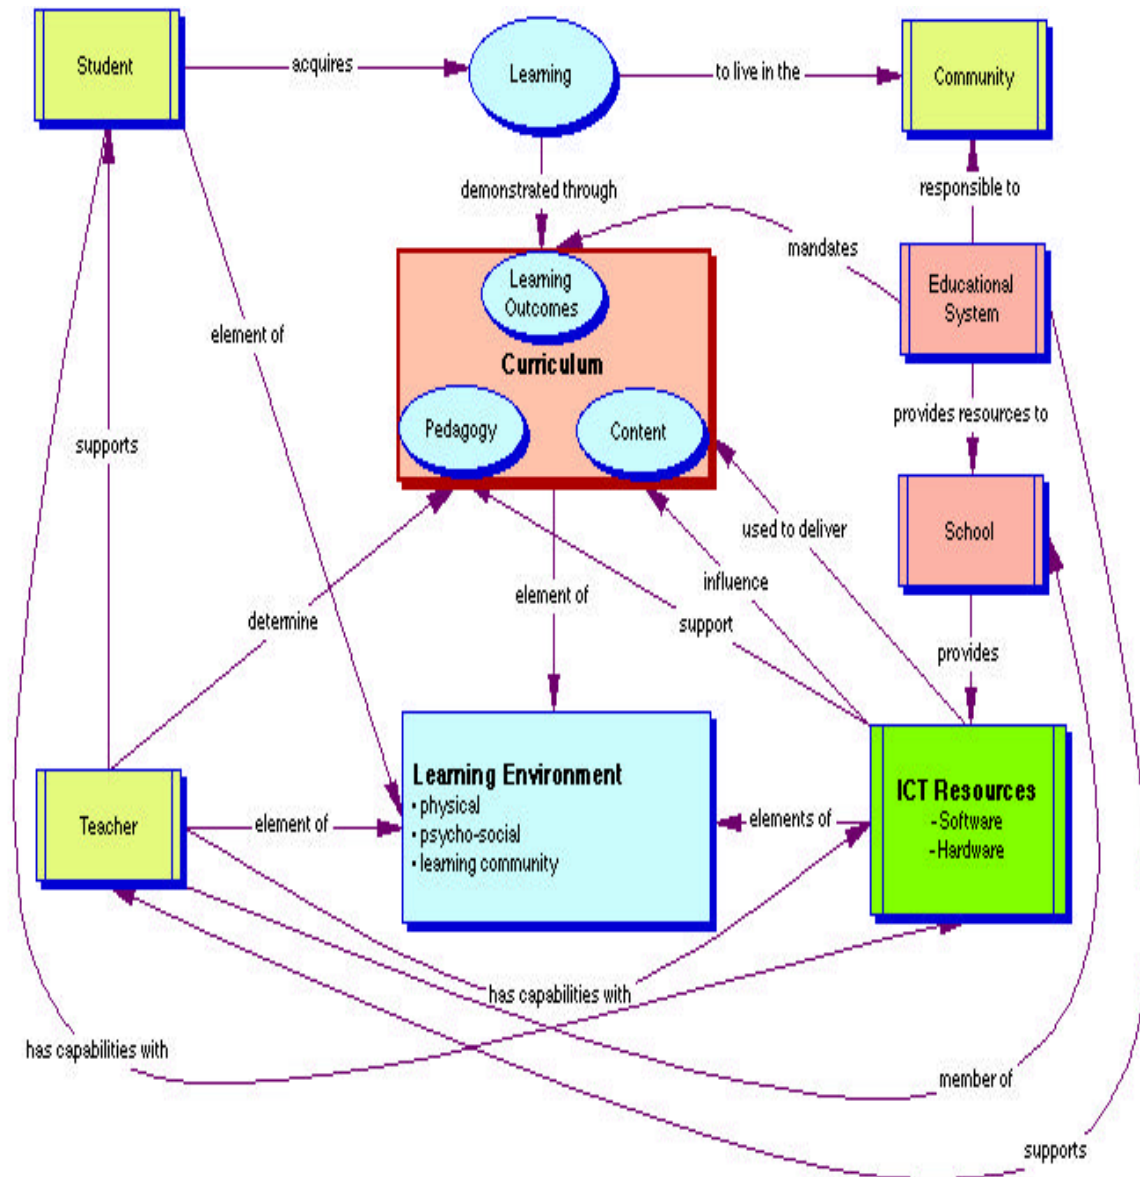 Student
acquires
Learning
to live in the
Community
demonstrated through
responsible to
mandates
Learning
Outcomes
Educational
System
element of
Curriculum
Pedagogy
Content
provides resources to
supports
used to deliver
School
influence
element of
support
determine
provides
Learning Environment
• physical
• psycho-social
• learning community
ICT Resources
-Software
-Hardware
Teacher
element of
elements of
has capabilities with
has capabilities with
member of
supports